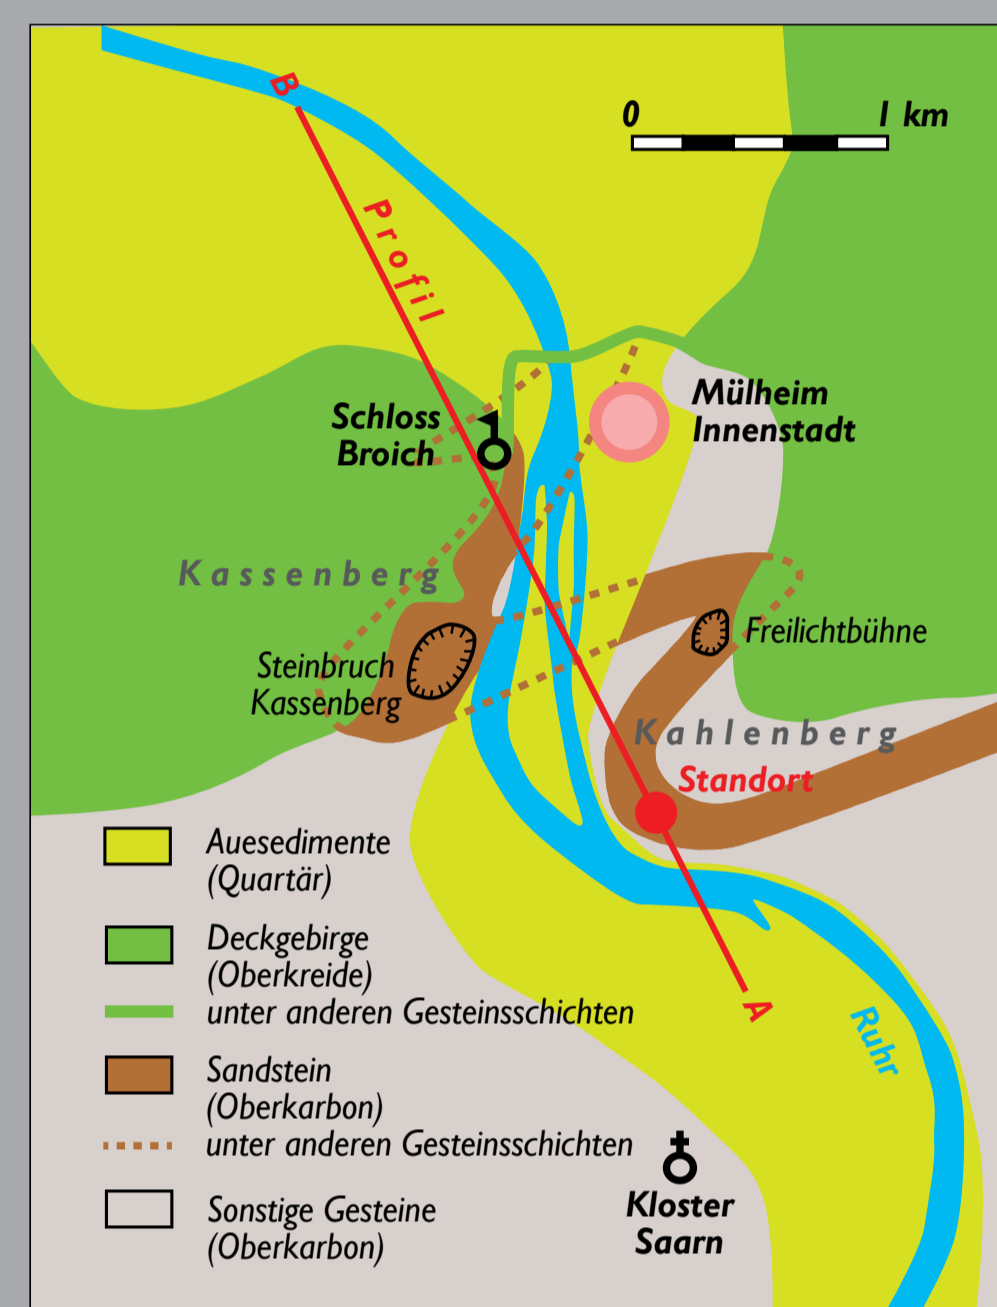 B
0 1 km
Profil
Schloss
Broich
Mülheim
Innenstadt
Kassenberg
Freilichtbühne
Steinbruch
Kassenberg
Kahlenberg
Standort
A
Ruhr
Auesedimente
(Quartär)
Deckgebirge
(Oberkreide)
unter anderen Gesteinsschichten
Sandstein
(Oberkarbon)
unter anderen Gesteinsschichten
Sonstige Gesteine
(Oberkarbon)
Kloster
Saarn